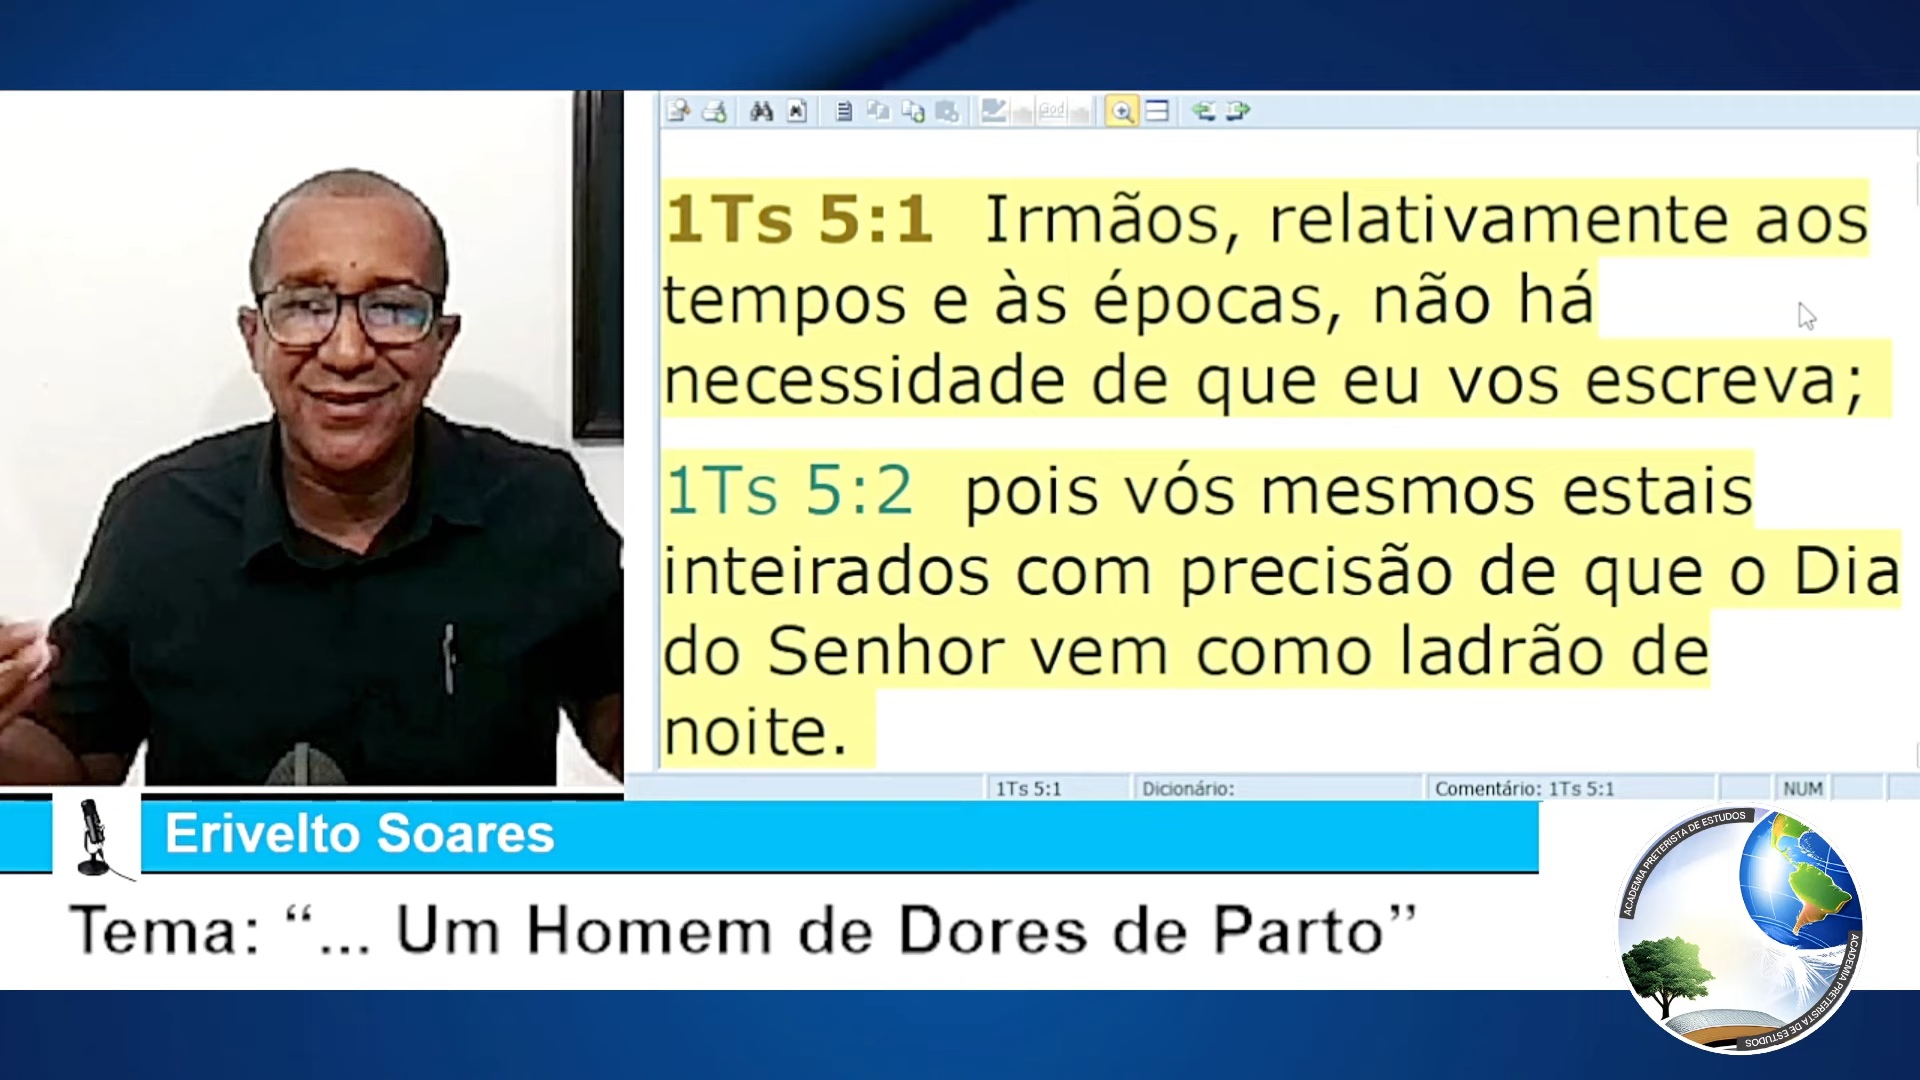 God
1Ts 5:1 Irmãos, relativamente aos
tempos e às épocas, não há
necessidade de que eu vos escreva;
1Ts 5:2 pois vós mesmos estais
inteirados com precisão de que o Dia
do Senhor vem como ladrão de
noite.
1Ts 5:1
Dicionário:
Comentário: 1Ts 5:1
NUM
Erivelto Soares
Tema: “... Um Homem de Dores de Parto”
ACADEMIA PRETERISTA DE ESTUDOS
ACADEMIA PRETERISTA DE ESTUDOS